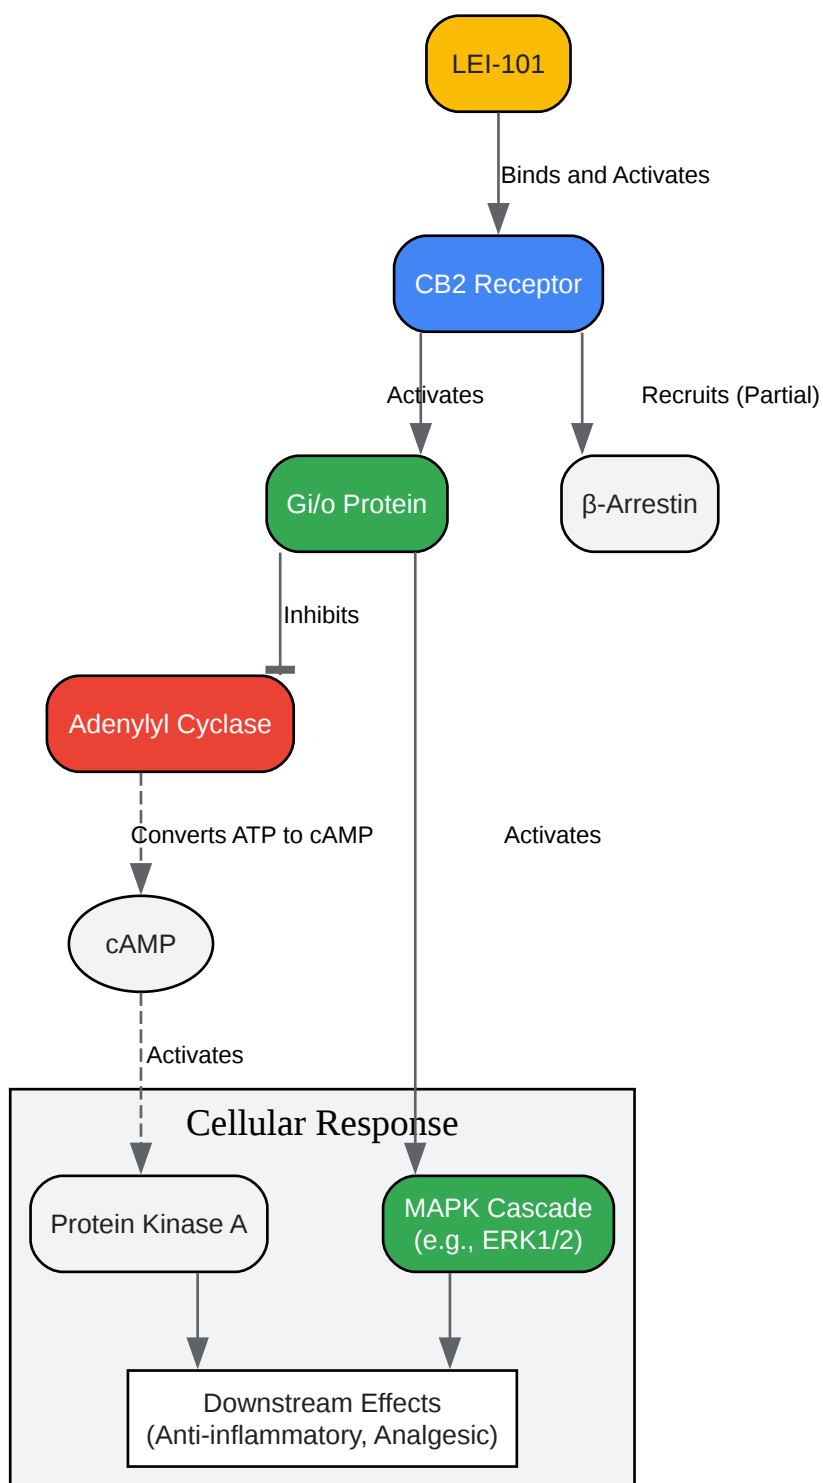 LEI-101
Binds and Activates
CB2 Receptor
Activates
Recruits (Partial)
Gi/o Protein
β-Arrestin
Inhibits
Adenylyl Cyclase
Converts ATP to cAMP
Activates
cAMP
Activates
Cellular Response
Protein Kinase A
MAPK Cascade
(e.g., ERK1/2)
Downstream Effects
(Anti-inflammatory, Analgesic)